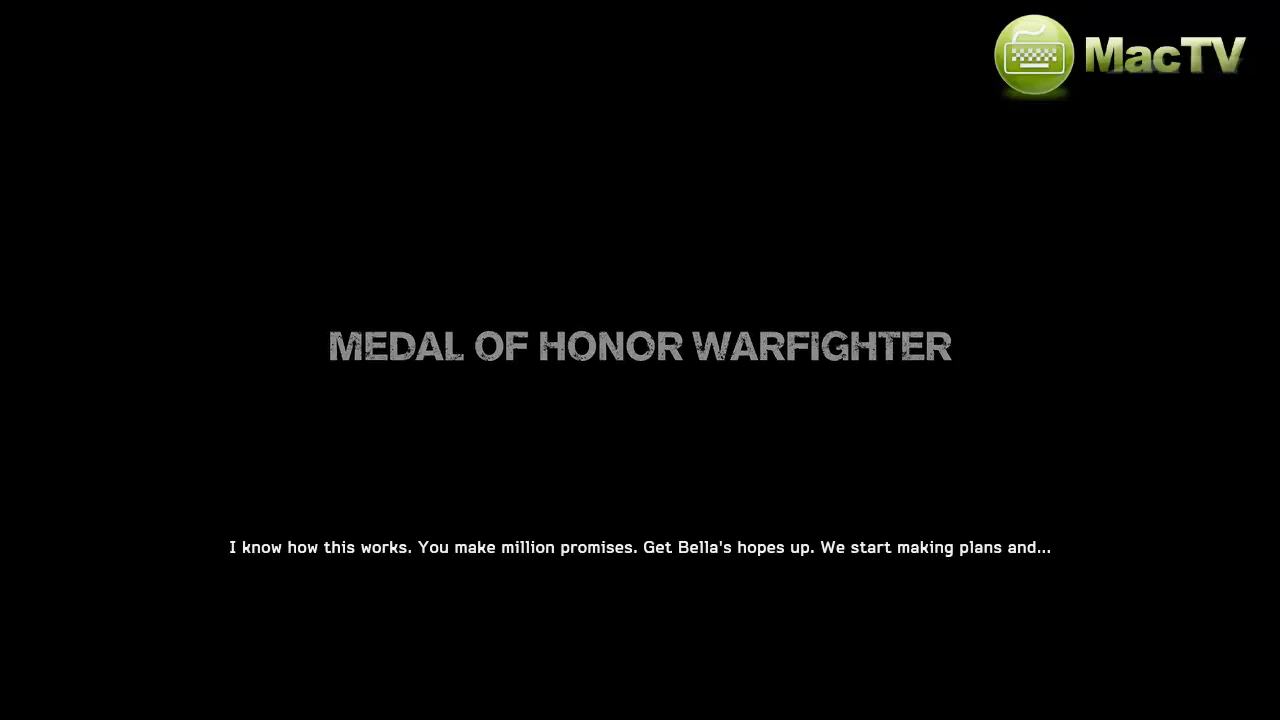 MacTV
MEDAL OF HONOR WARFIGHTER
I know how this works. You make million promises. Get Bella's hopes up. We start making plans and...